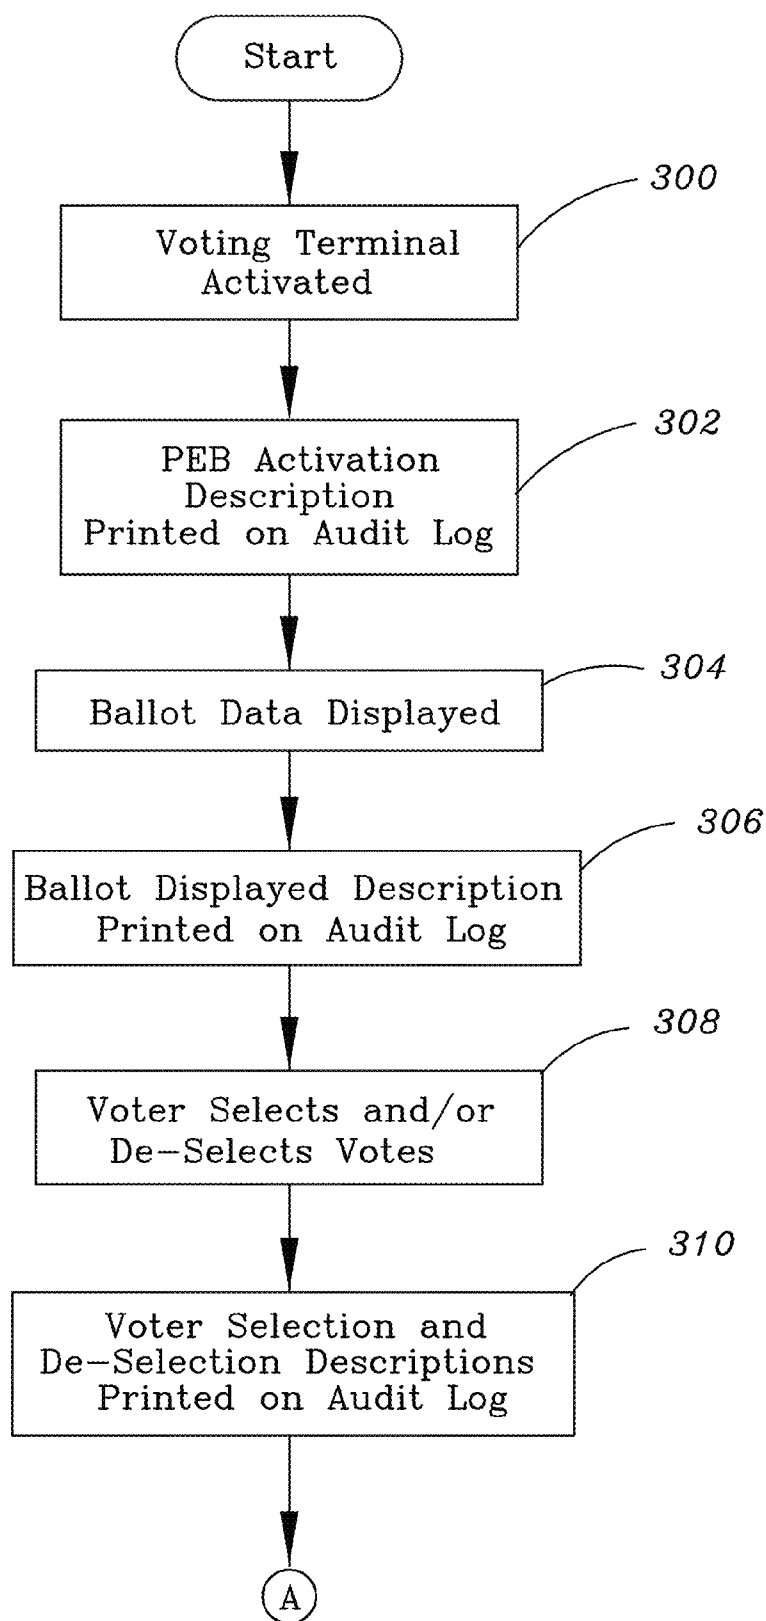 Start
300
Voting Terminal
Activated
302
PEB Activation
Description
Printed on Audit Log
304
Ballot Data Displayed
306
Ballot Displayed Description
Printed on Audit Log
308
Voter Selects and/or
De-Selects Votes
310
Voter Selection and
De-Selection Descriptions
Printed on Audit Log
A